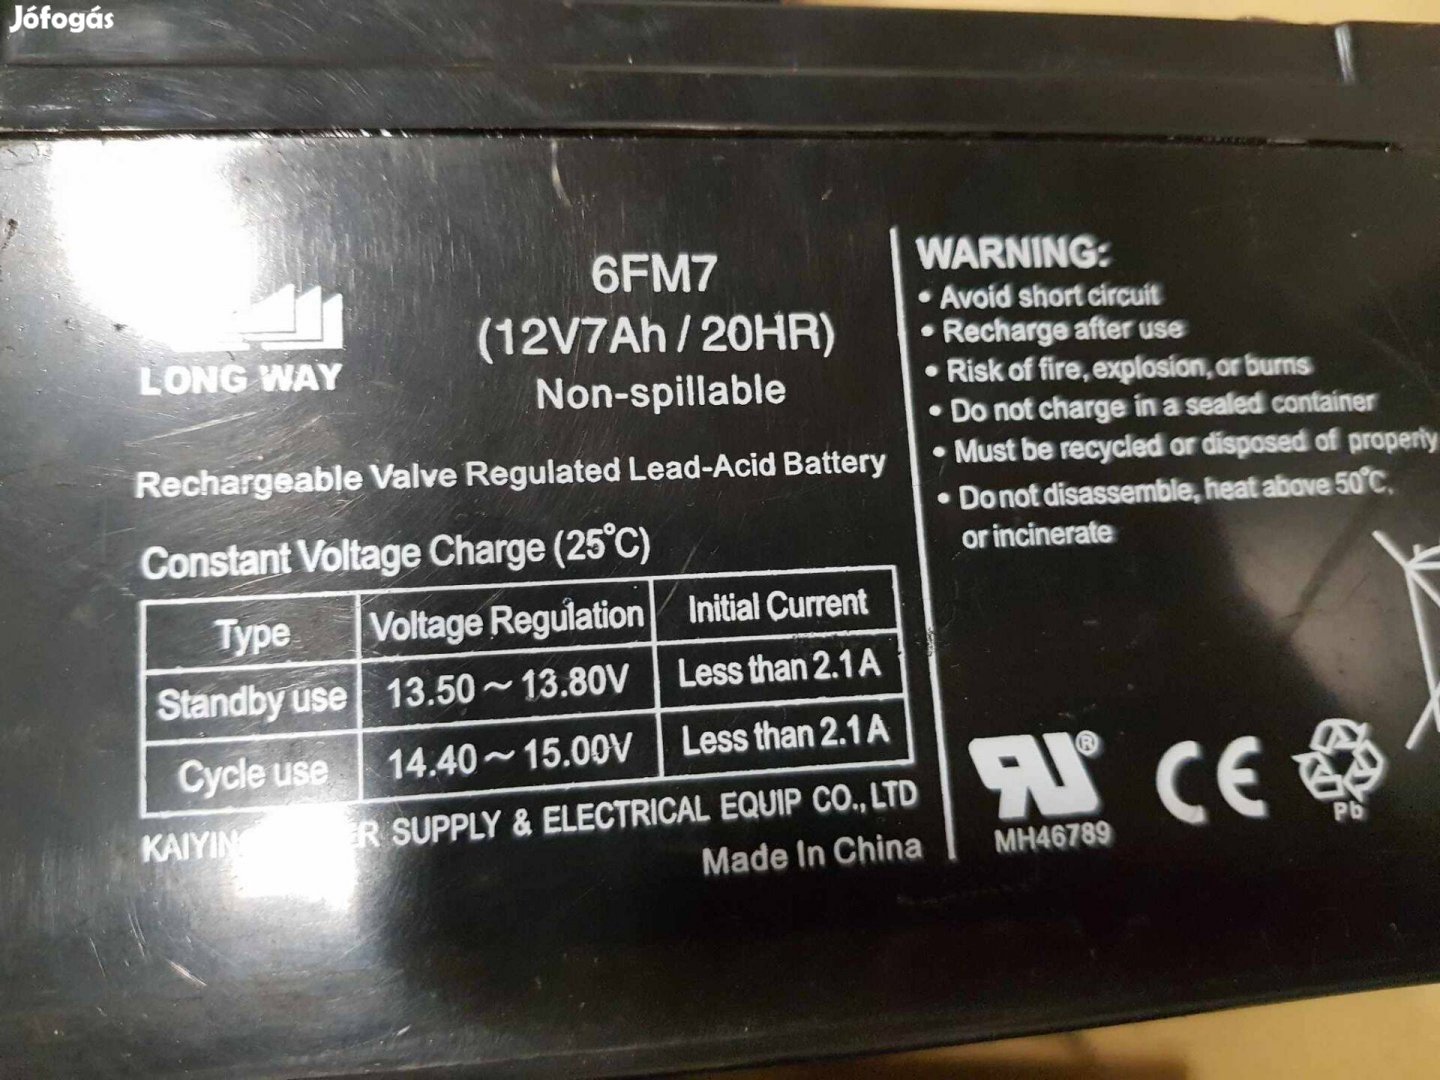 Jófogás
LONG WAY
6FM7
(12V7Ah / 20HR)
Non-spillable
Rechargeable Valve Regulated Lead-Acid Battery
Constant Voltage Charge (25°C)
Type Voltage Regulation Initial Current
Standby use 13.50 ~ 13.80V Less than 2.1A
Cycle use 14.40 ~ 15.00V Less than 2.1A
SUPPLY & ELECTRICAL EQUIP CO., LTD
Made In China
WARNING:
• Avoid short circuit
• Recharge after use
• Risk of fire, explosion, or burns
• Do not charge in a sealed container
• Must be recycled or disposed of properly
• Do not disassemble, heat above 50°C,
or incinerate
RU®
MH46789
CE
Pb